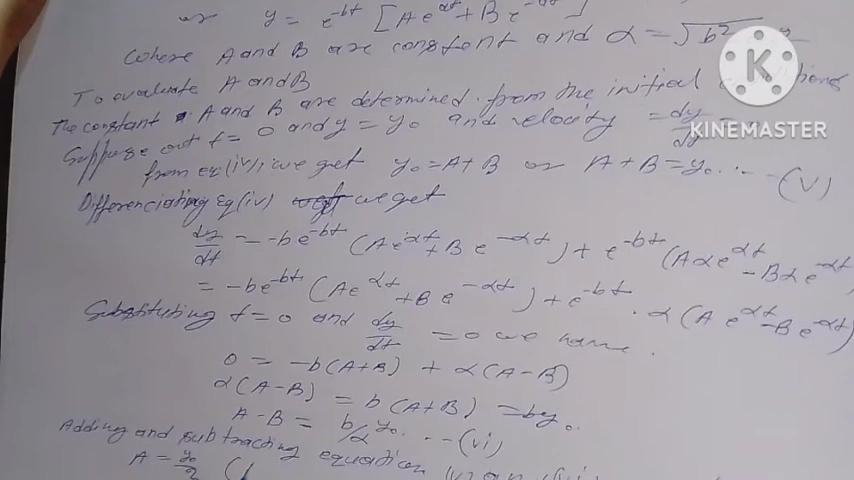 or y = e^-bt [Ae^αt + Be^-αt]
Where A and B are constant and α = √b²
To evaluate A and B
The constant A and B are determined from the initial conditions
Suppose out t = 0 and y = y₀ and velocity = dy/dy
from eq (iv), we get y₀ = A + B or A + B = y₀ ... -(V)
Differenciating eq (iv) we get
dy/dt = -be^-bt (Ae^αt + Be^-αt) + e^-bt (Aαe^αt - Bαe^-αt
= -be^-bt (Ae^αt + Be^-αt) + e^-bt . α (Ae^αt - Be^-αt)
Substituting t = 0 and dy/dt = 0 we have.
0 = -b(A+B) + α(A-B)
α(A-B) = b(A+B) = by₀
A-B = b/α y₀. --(vi)
Adding and subtracting equation (v) an
A = y₀/2 (
KINEMASTER